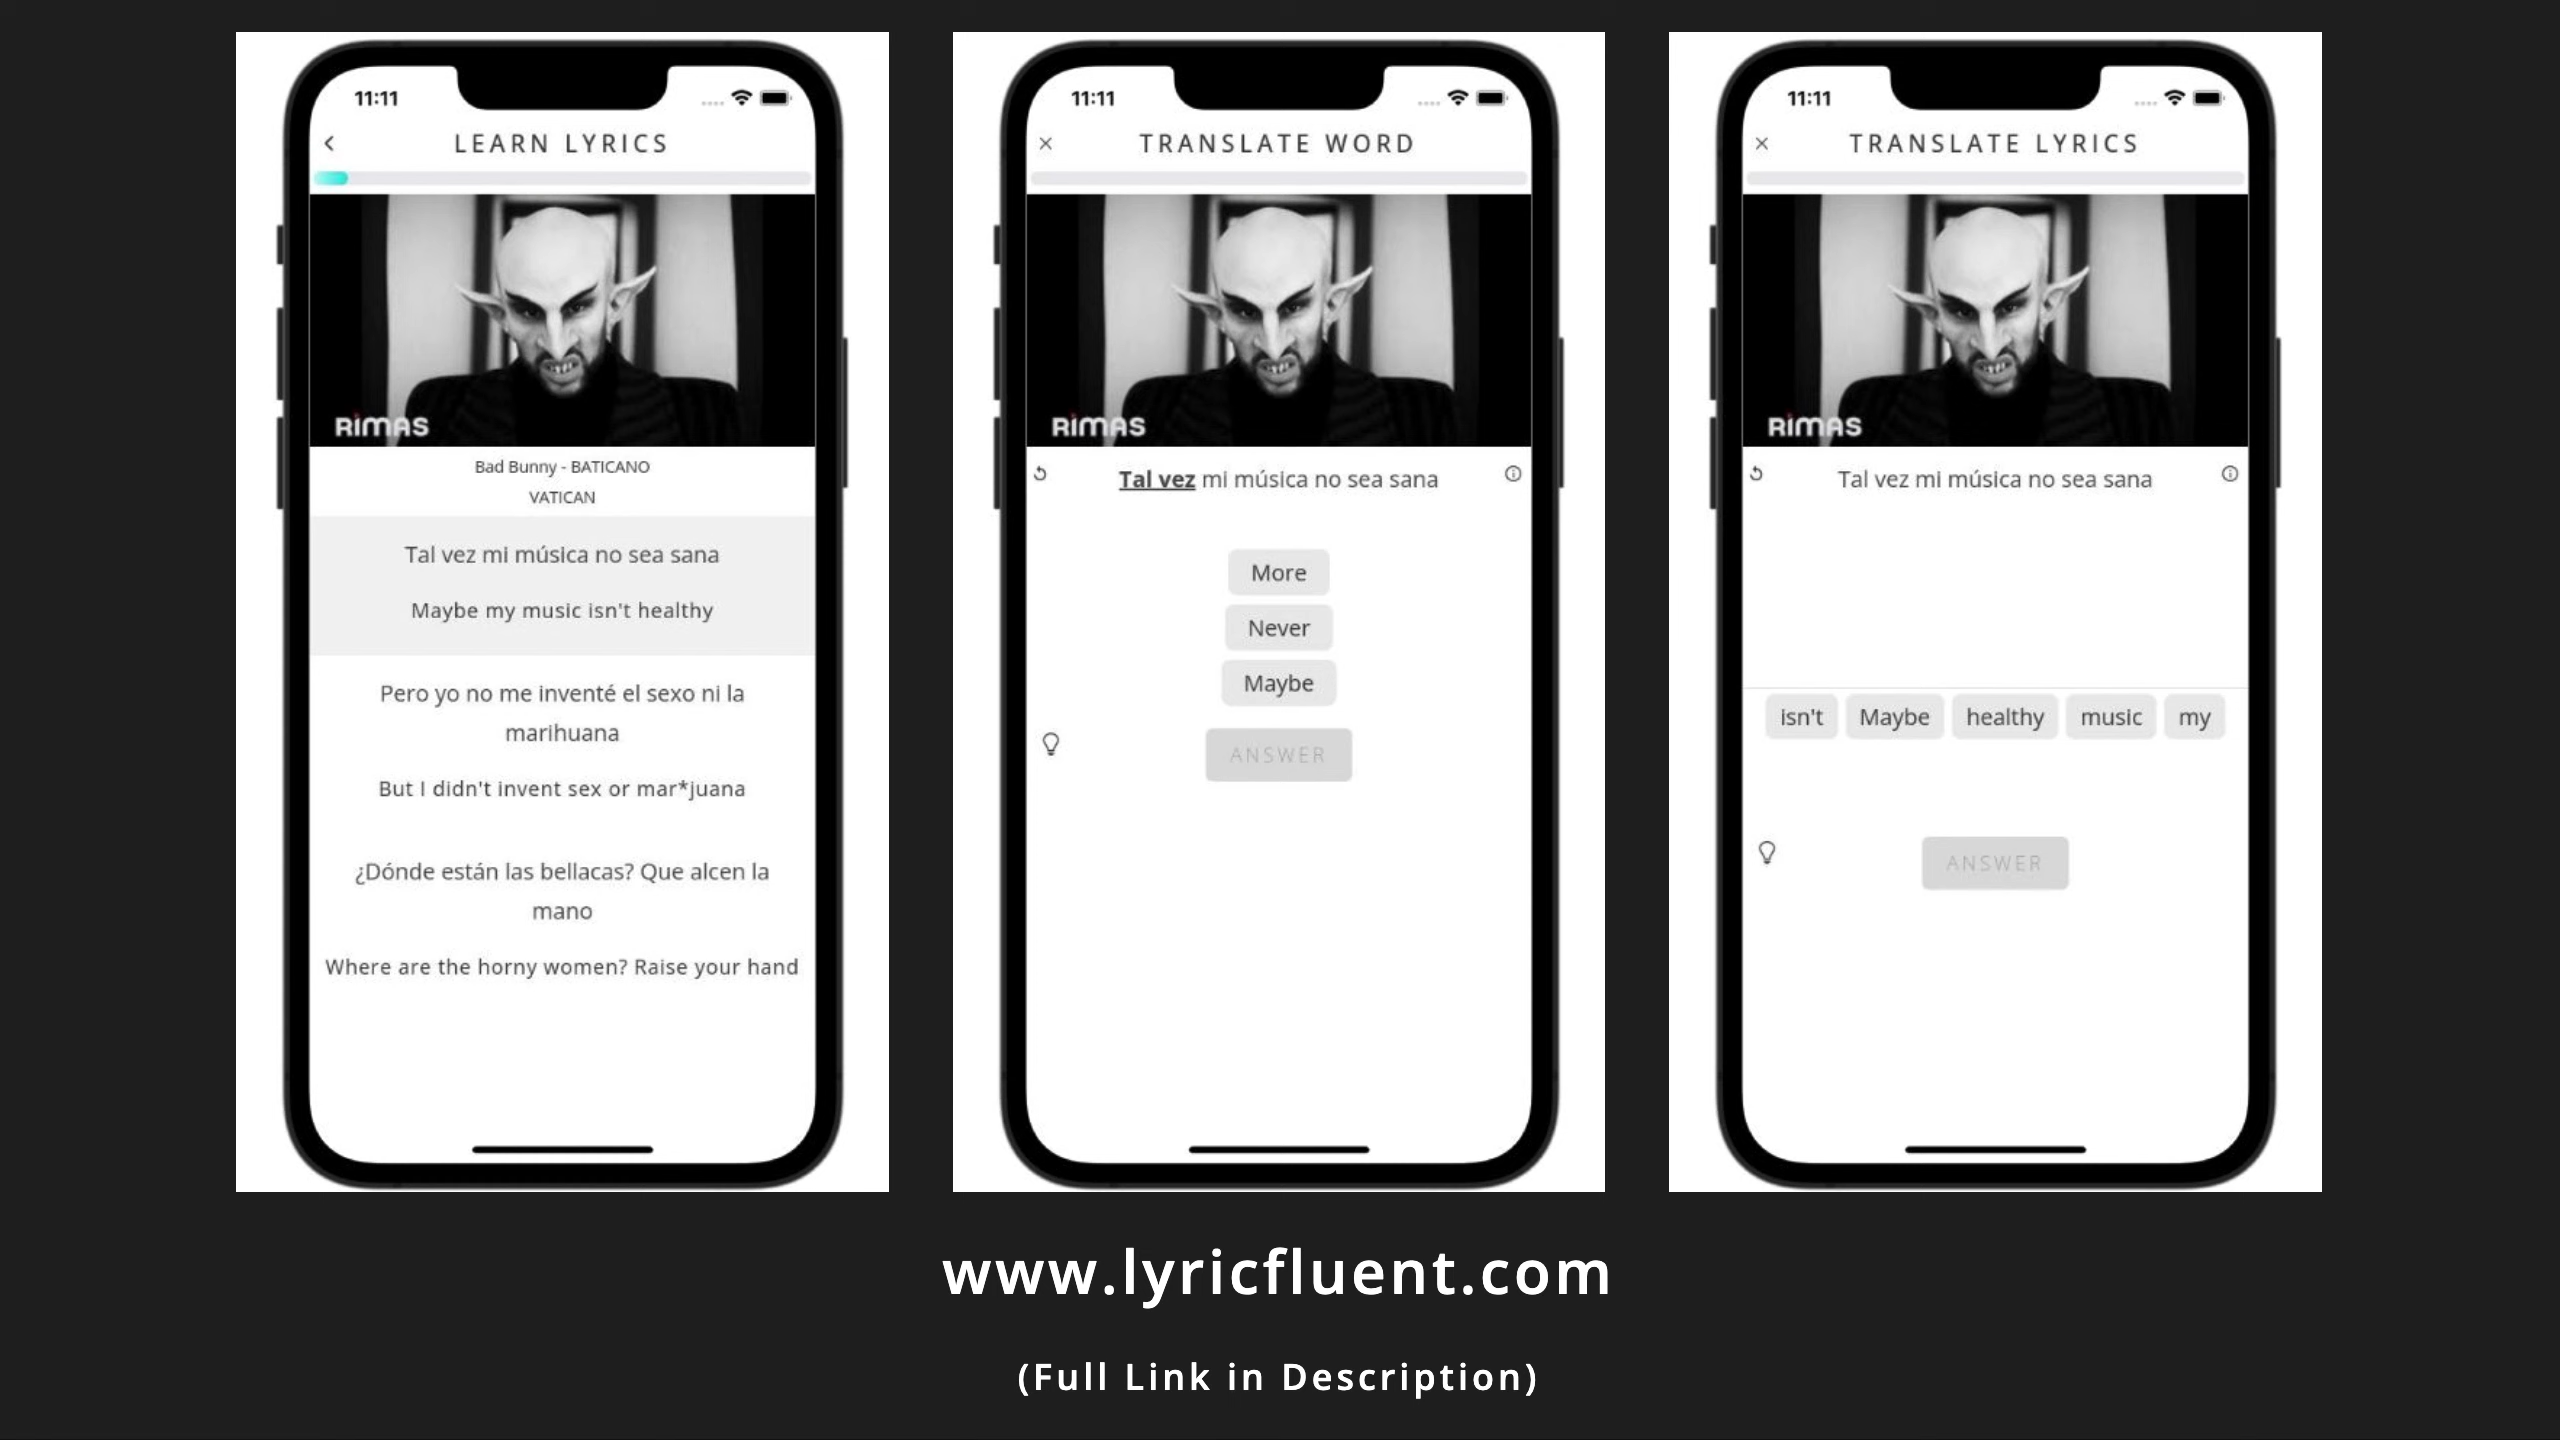 11:11
LEARN LYRICS
RIMAS
Bad Bunny - BATICANO
VATICAN
Tal vez mi música no sea sana
Maybe my music isn't healthy
Pero yo no me inventé el sexo ni la
marihuana
But I didn't invent sex or mar*juana
¿Dónde están las bellacas? Que alcen la
mano
Where are the horny women? Raise your hand
11:11
TRANSLATE WORD
RIMAS
Tal vez mi música no sea sana
More
Never
Maybe
ANSWER
11:11
TRANSLATE LYRICS
RIMAS
Tal vez mi música no sea sana
isn't Maybe healthy music my
ANSWER
www.lyricfluent.com
(Full Link in Description)